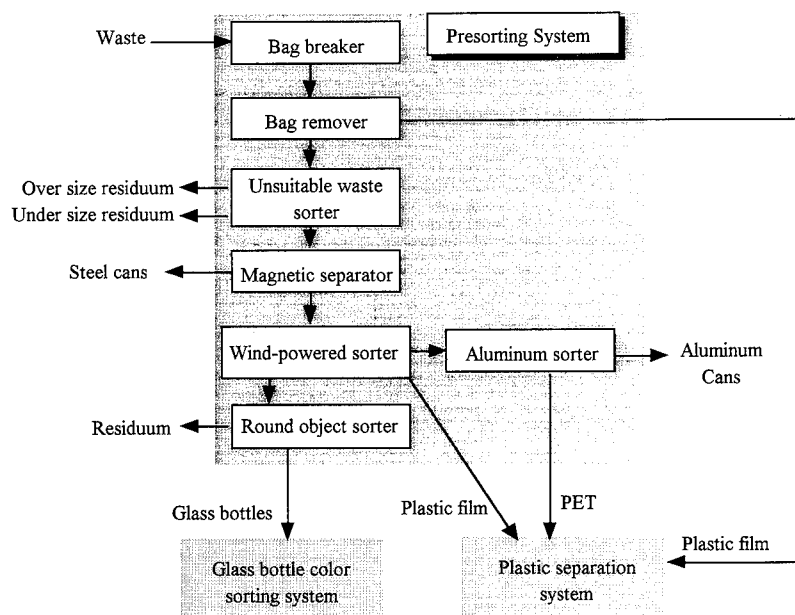 Waste
Bag breaker
Presorting System
Bag remover
Over size residuum
Under size residuum
Unsuitable waste
sorter
Steel cans
Magnetic separator
Wind-powered sorter
Aluminum sorter
Aluminum
Cans
Residuum
Round object sorter
Glass bottles
Plastic film
PET
Plastic film
Glass bottle color
sorting system
Plastic separation
system